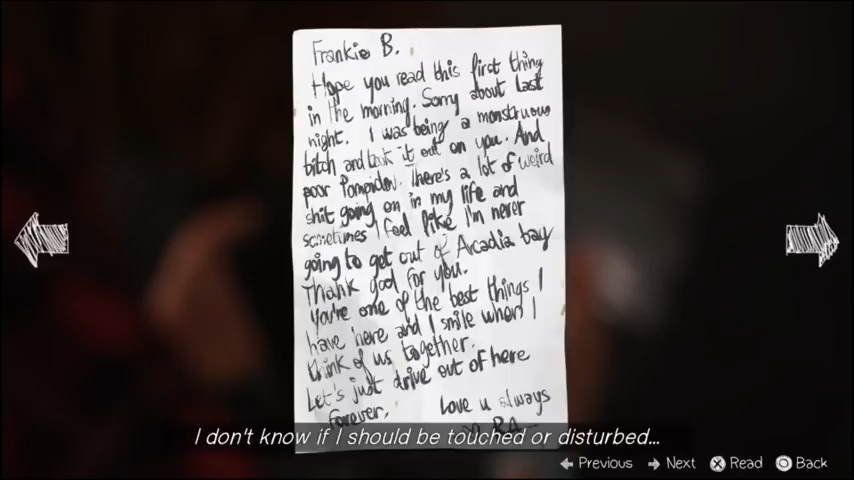 Frankie B.
Hope you read this first thing
in the morning. Sorry about last
night. I was being a monstruous
bitch and took it out on you. And
poor Pompidou. There's a lot of weird
shit going on in my life and
sometimes I feel like I'm never
going to get out of Arcadia bay
Thank god for you.
You're one of the best things I
have here and I smile when I
think of us together.
Let's just drive out of here
forever.
Love u always
RA
I don't know if I should be touched or disturbed...
Previous
Next
Read
Back